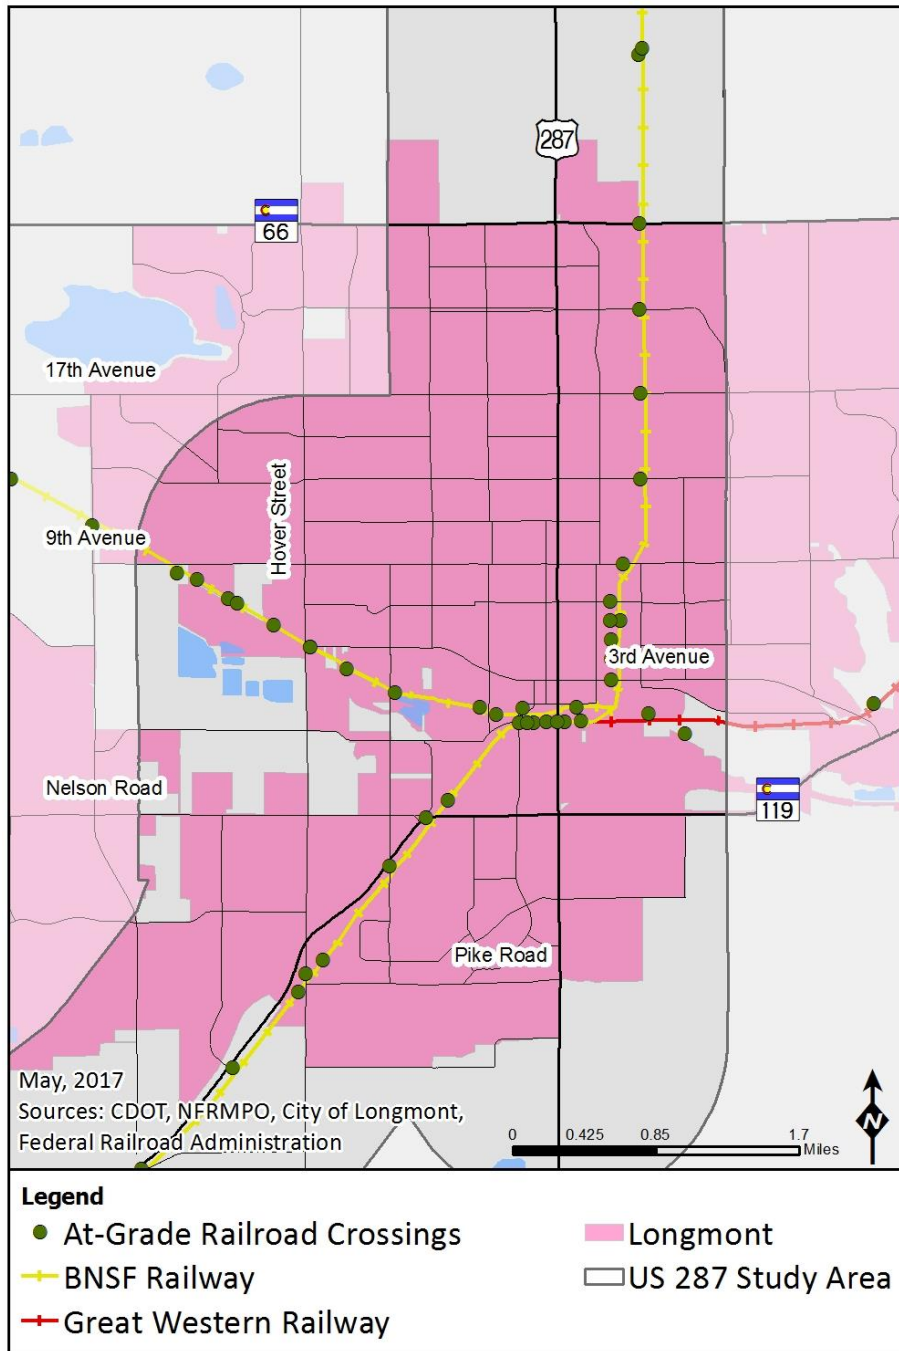 287
C
66
17th Avenue
Hover Street
9th Avenue
3rd Avenue
Nelson Road
C
119
Pike Road
May, 2017
Sources: CDOT, NFRMPO, City of Longmont,
Federal Railroad Administration
0 0.425 0.85 1.7
Miles
N
Legend
At-Grade Railroad Crossings
BNSF Railway
Great Western Railway
Longmont
US 287 Study Area